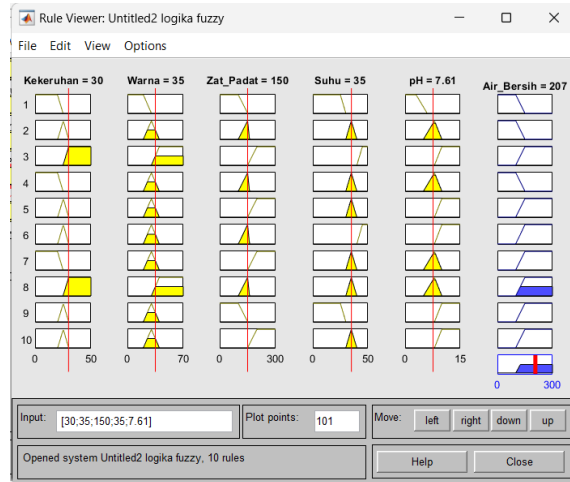 Rule Viewer: Untitled2 logika fuzzy
File Edit View Options
Kekeruhan = 30 Warna = 35 Zat_Padat = 150 Suhu = 35 pH = 7.61 Air_Bersih = 207
1
2
3
4
5
6
7
8
9
10
0 50 0 70 0 300 0 50 0 15
0 300
Input: [30;35;150;35;7.61] Plot points: 101 Move: left right down up
Opened system Untitled2 logika fuzzy, 10 rules Help Close